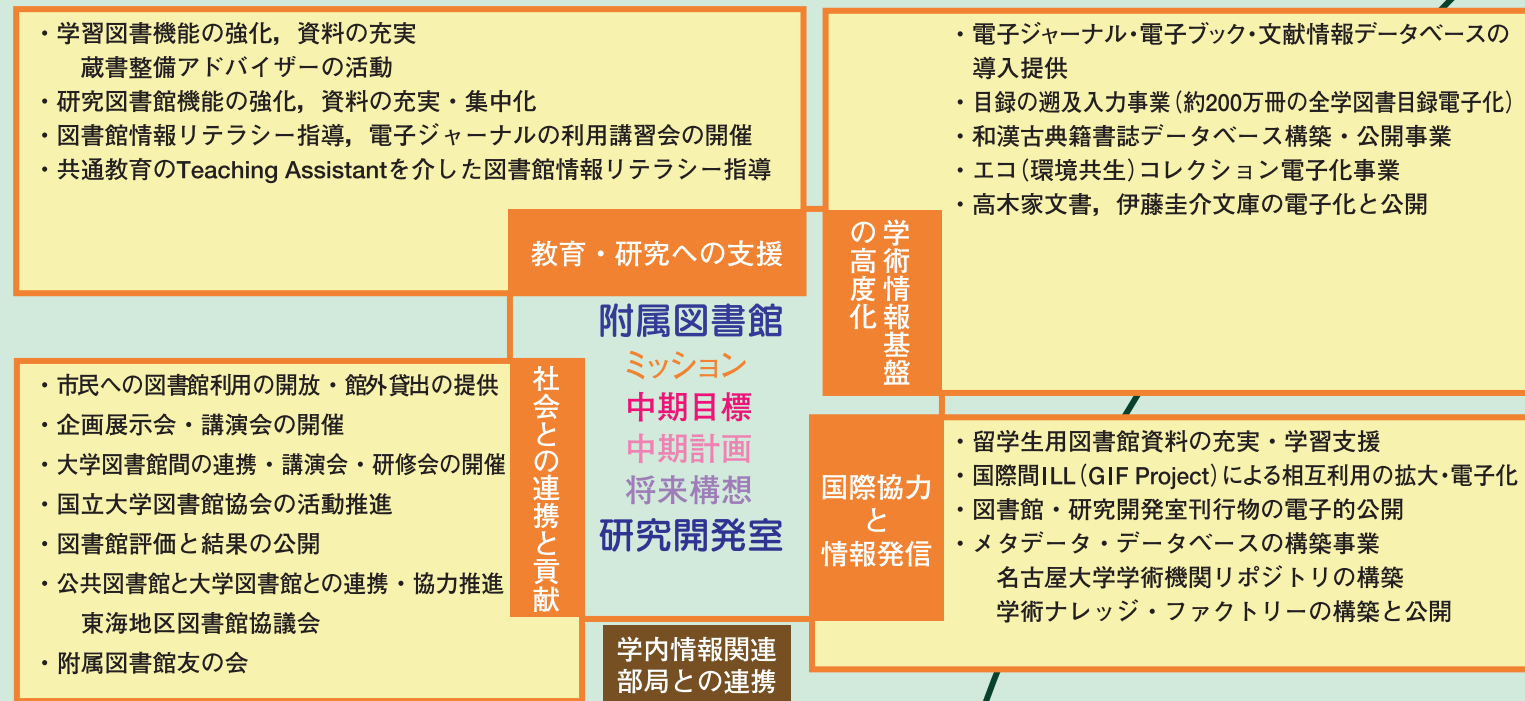 ・学習図書機能の強化，資料の充実
蔵書整備アドバイザーの活動
・研究図書館機能の強化，資料の充実・集中化
・図書館情報リテラシー指導，電子ジャーナルの利用講習会の開催
・共通教育のTeaching Assistantを介した図書館情報リテラシー指導
教育・研究への支援
・電子ジャーナル・電子ブック・文献情報データベースの
導入提供
・目録の遡及入力事業（約200万冊の全学図書目録電子化）
・和漢古典籍書誌データベース構築・公開事業
・エコ（環境共生）コレクション電子化事業
・高木家文書，伊藤圭介文庫の電子化と公開
学術情報基盤
の高度化
附属図書館
ミッション
中期目標
中期計画
将来構想
研究開発室
・市民への図書館利用の開放・館外貸出の提供
・企画展示会・講演会の開催
・大学図書館間の連携・講演会・研修会の開催
・国立大学図書館協会の活動推進
・図書館評価と結果の公開
・公共図書館と大学図書館との連携・協力推進
東海地区図書館協議会
・附属図書館友の会
社会との連携と貢献
国際協力
と
情報発信
・留学生用図書館資料の充実・学習支援
・国際間ILL（GIF Project）による相互利用の拡大・電子化
・図書館・研究開発室刊行物の電子的公開
・メタデータ・データベースの構築事業
名古屋大学学術機関リポジトリの構築
学術ナレッジ・ファクトリーの構築と公開
学内情報関連
部局との連携